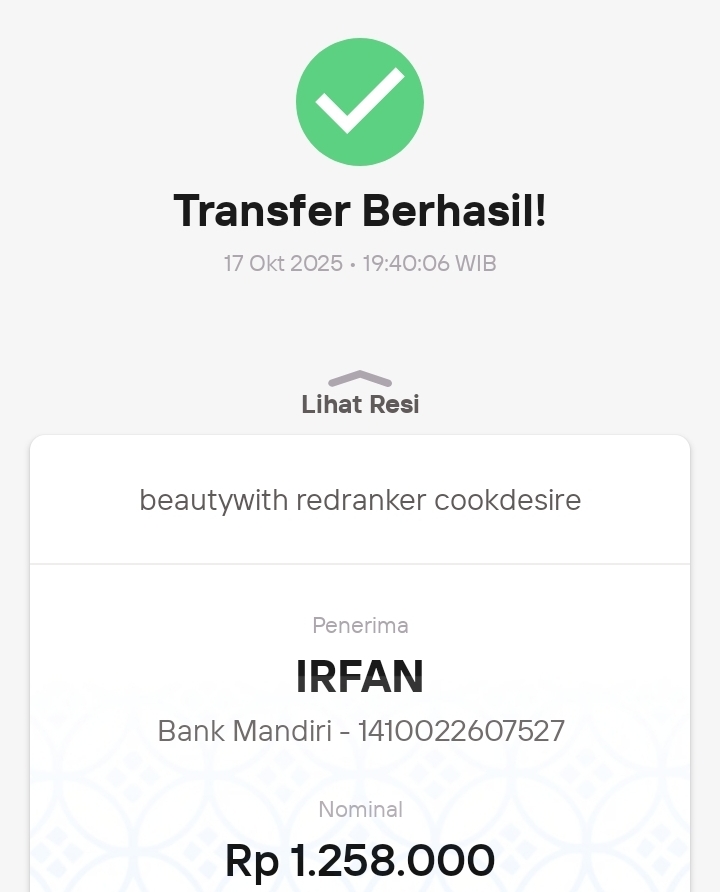 Transfer Berhasil!
17 Okt 2025 • 19:40:06 WIB
Lihat Resi
beautywith redranker cookdesire
Penerima
IRFAN
Bank Mandiri - 1410022607527
Nominal
Rp 1.258.000